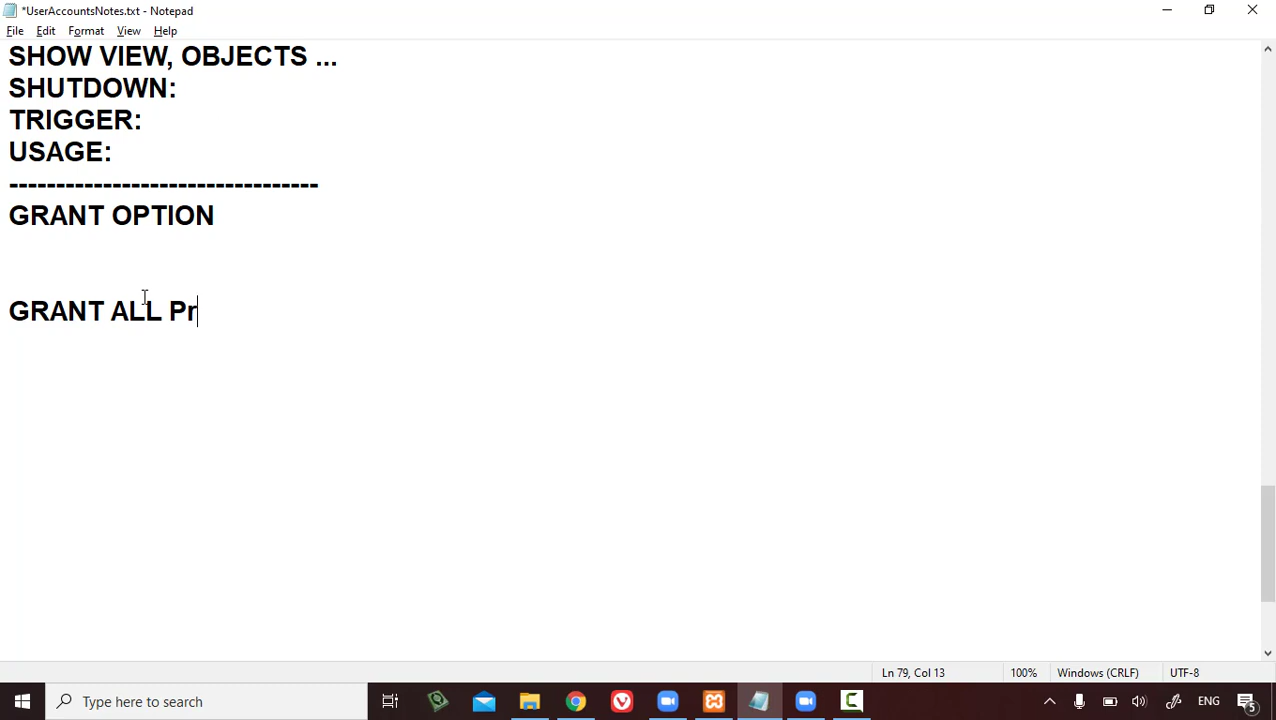 *UserAccountsNotes.txt - Notepad
File Edit Format View Help
SHOW VIEW, OBJECTS ...
SHUTDOWN:
TRIGGER:
USAGE:
---------------------------------
GRANT OPTION
GRANT ALL Pr
Ln 79, Col 13 100% Windows (CRLF) UTF-8
Type here to search ENG 5